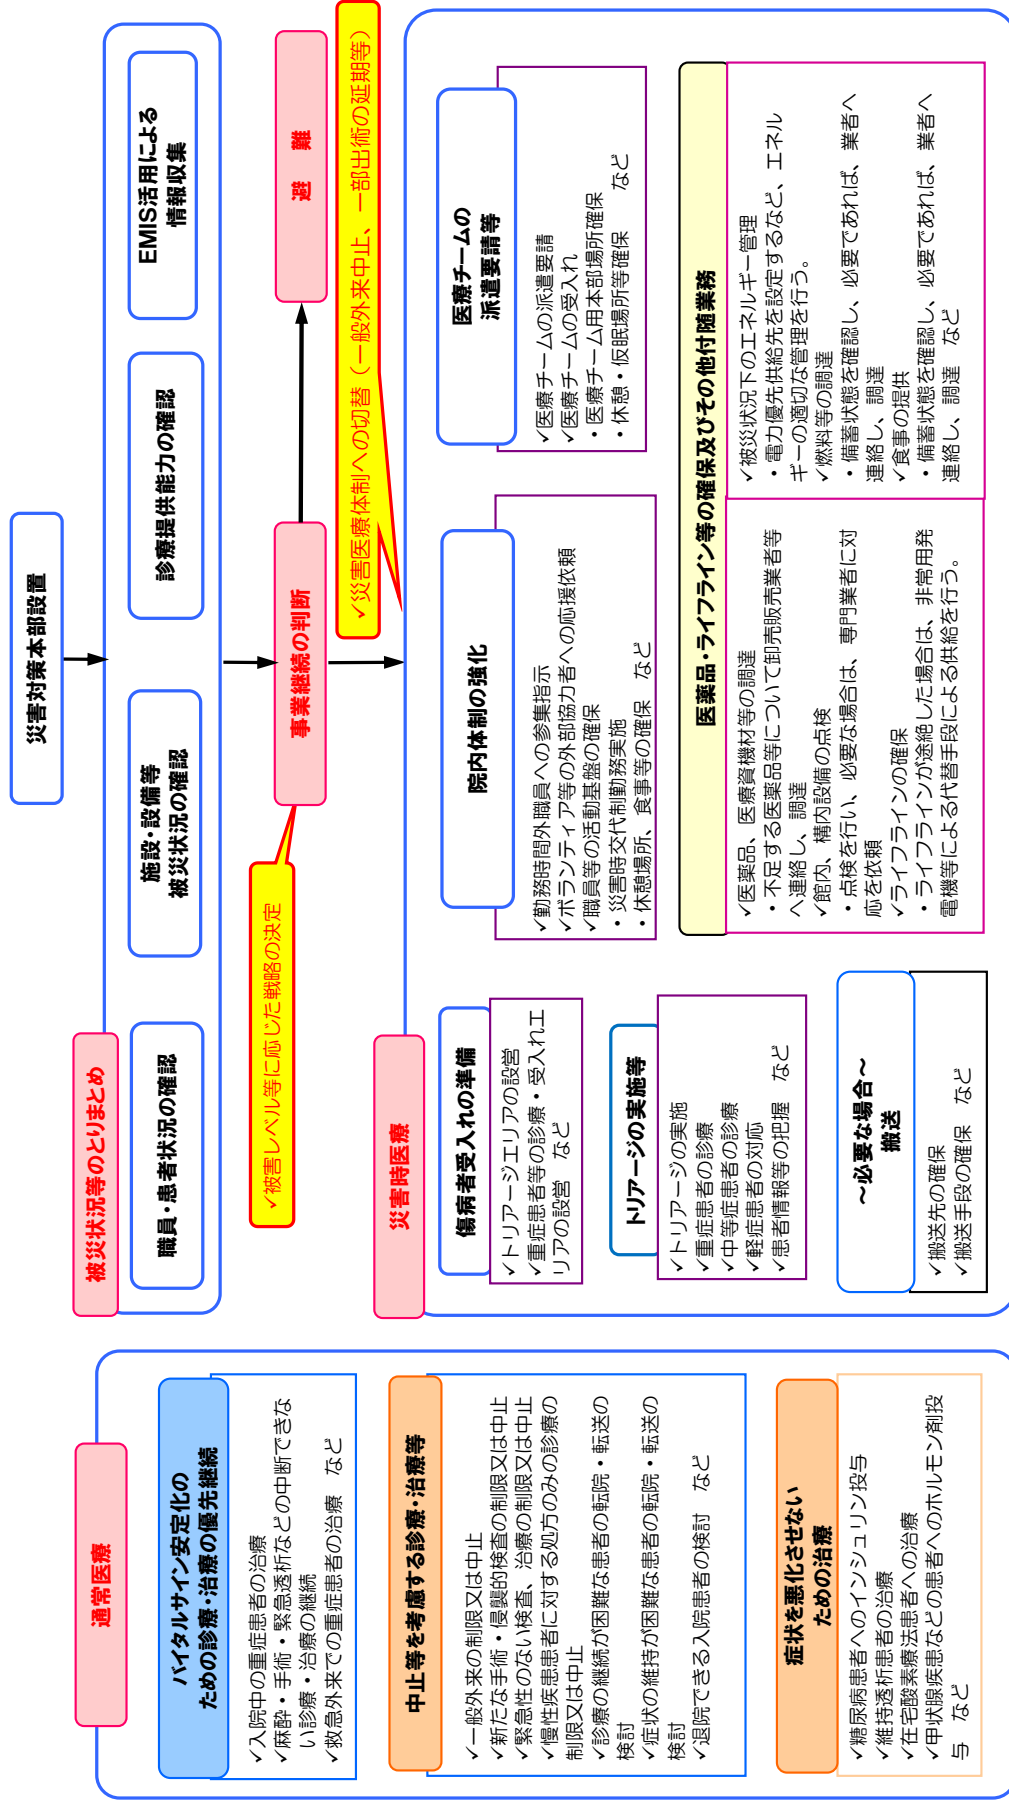 災害対策本部設置
被災状況等のとりまとめ
職員・患者状況の確認
施設・設備等
被災状況の確認
診療提供能力の確認
EMIS活用による
情報収集
✓被害レベル等に応じた戦略の決定
事業継続の判断
避　難
✓災害医療体制への切替（一般外来中止、一部出術の延期等）
通常医療
バイタルサイン安定化の
ための診療・治療の優先継続
✓入院中の重症患者の治療
✓麻酔・手術・緊急透析などの中断できな
い診療・治療の継続
✓救急外来での重症患者の治療　など
中止等を考慮する診療・治療等
✓一般外来の制限又は中止
✓新たな手術・侵襲的検査の制限又は中止
✓緊急性のない検査、治療の制限又は中止
✓慢性疾患患者に対する処方のみの診療の
制限又は中止
✓診療の継続が困難な患者の転院・転送の
検討
✓症状の維持が困難な患者の転院・転送の
検討
✓退院できる入院患者の検討　など
症状を悪化させない
ための治療
✓糖尿病患者へのインシュリン投与
✓維持透析患者の治療
✓在宅酸素療法患者への治療
✓甲状腺疾患などの患者へのホルモン剤投
与　など
災害時医療
傷病者受入れの準備
✓トリアージエリアの設営
✓重症患者等の診療・受入れエ
リアの設営　など
トリアージの実施等
✓トリアージの実施
✓重症患者の診療
✓中等症患者の診療
✓軽症患者の対応
✓患者情報等の把握　など
～必要な場合～
搬送
✓搬送先の確保
✓搬送手段の確保　など
院内体制の強化
✓勤務時間外職員への参集指示
✓ボランティア等の外部協力者への応援依頼
✓職員等の活動基盤の確保
・災害時交代制勤務実施
・休憩場所、食事等の確保　など
医療チームの
派遣要請等
✓医療チームの派遣要請
✓医療チームの受入れ
・医療チーム用本部場所確保
・休憩・仮眠場所等確保　など
医薬品・ライフライン等の確保及びその他付随業務
✓医薬品、医療資機材等の調達
・不足する医薬品等について卸売販売業者等
へ連絡し、調達
✓館内、構内設備の点検
・点検を行い、必要な場合は、専門業者に対
応を依頼
✓ライフラインの確保
・ライフラインが途絶した場合は、非常用発
電機等による代替手段による供給を行う。
✓被災状況下のエネルギー管理
・電力優先供給先を設定するなど、エネル
ギーの適切な管理を行う。
✓燃料等の調達
・備蓄状態を確認し、必要であれば、業者へ
連絡し、調達
✓食事の提供
・備蓄状態を確認し、必要であれば、業者へ
連絡し、調達　など